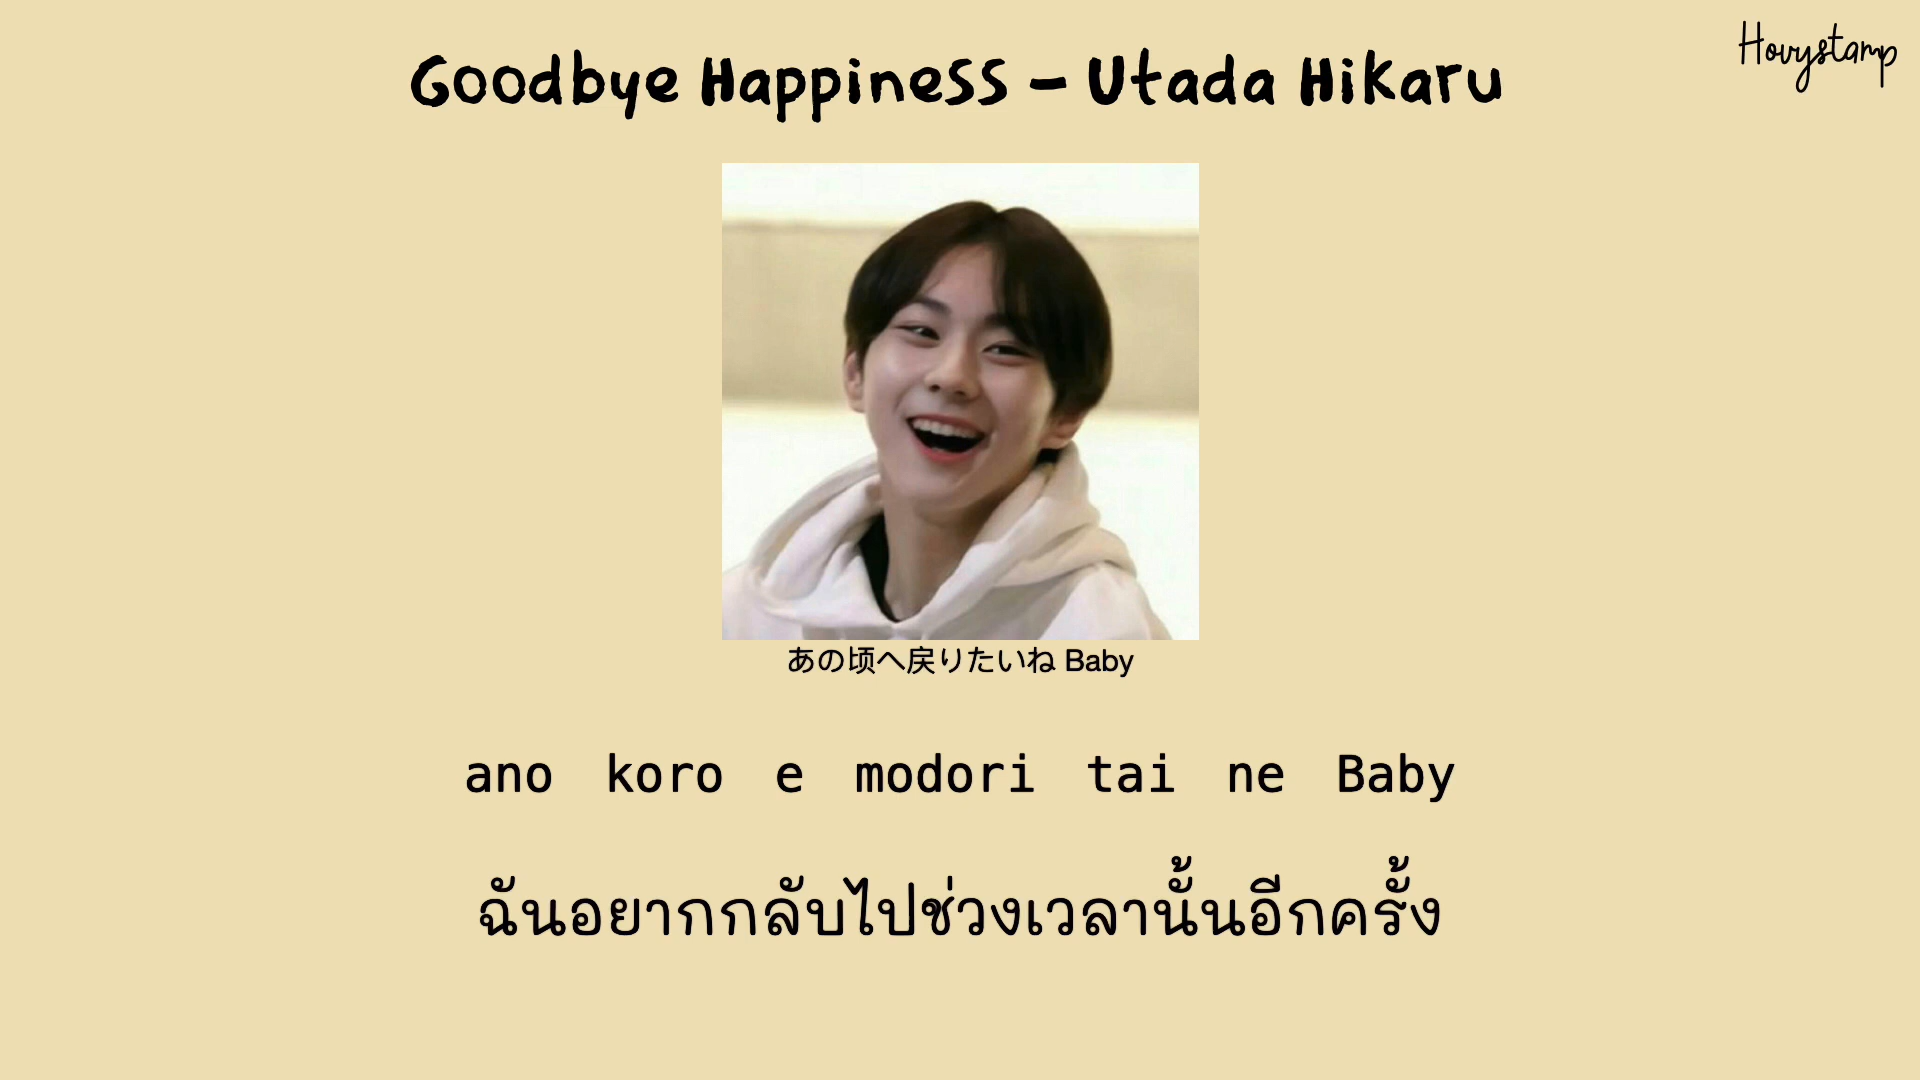 Goodbye Happiness - Utada Hikaru
Hovystamp
あの頃へ戻りたいね Baby
ano koro e modori tai ne Baby
ฉันอยากกลับไปช่วงเวลานั้นอีกครั้ง